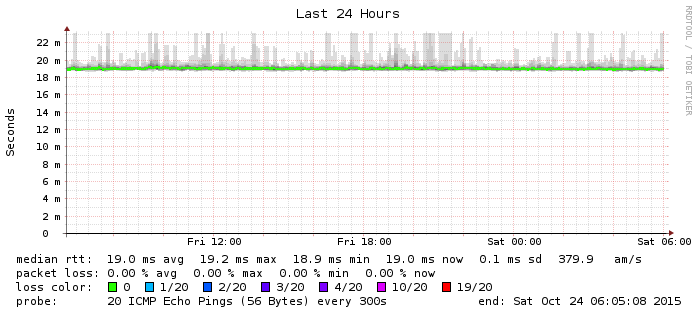 Last 24 Hours
RRDTOOL / TOBI OETIKER
Seconds
22 m
20 m
18 m
16 m
14 m
12 m
10 m
8 m
6 m
4 m
2 m
0
Fri 12:00 Fri 18:00 Sat 00:00 Sat 06:00
median rtt: 19.0 ms avg 19.2 ms max 18.9 ms min 19.0 ms now 0.1 ms sd 379.9 am/s
packet loss: 0.00 % avg 0.00 % max 0.00 % min 0.00 % now
loss color: 0 1/20 2/20 3/20 4/20 10/20 19/20
probe: 20 ICMP Echo Pings (56 Bytes) every 300s end: Sat Oct 24 06:05:08 2015